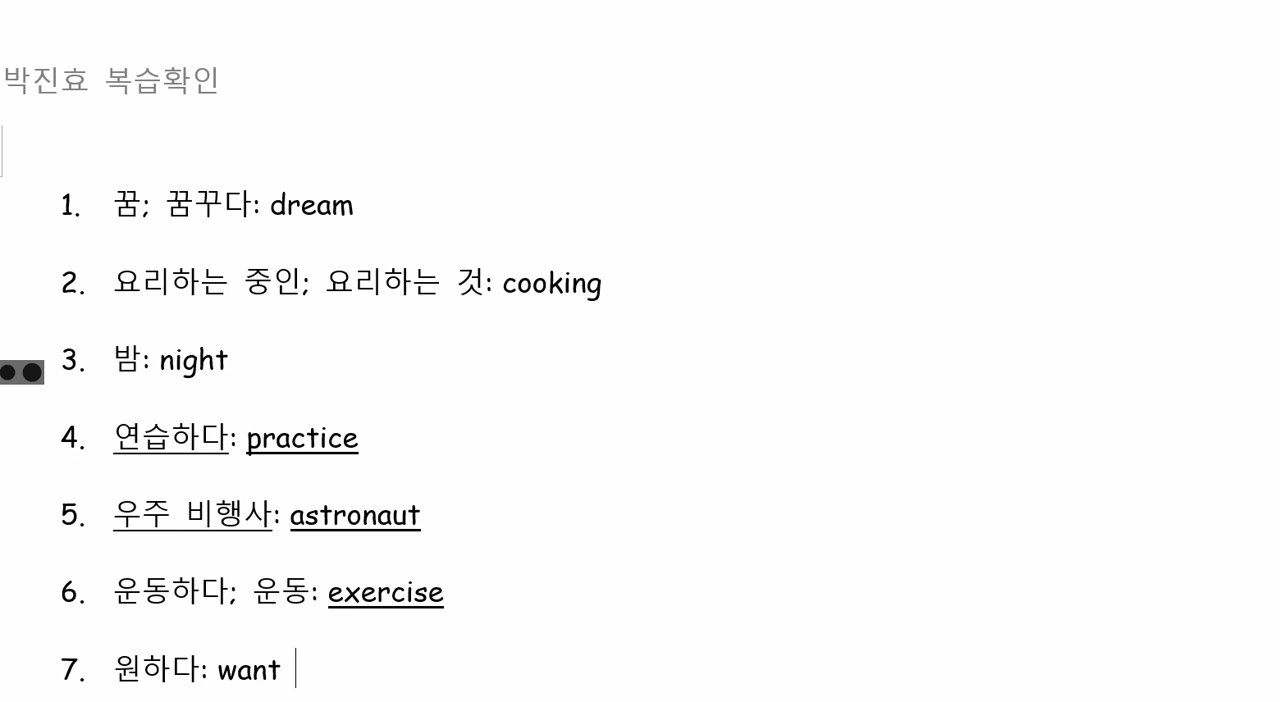 박진효 복습확인
1. 꿈; 꿈꾸다: dream
2. 요리하는 중인; 요리하는 것: cooking
3. 밤: night
4. 연습하다: practice
5. 우주 비행사: astronaut
6. 운동하다; 운동: exercise
7. 원하다: want